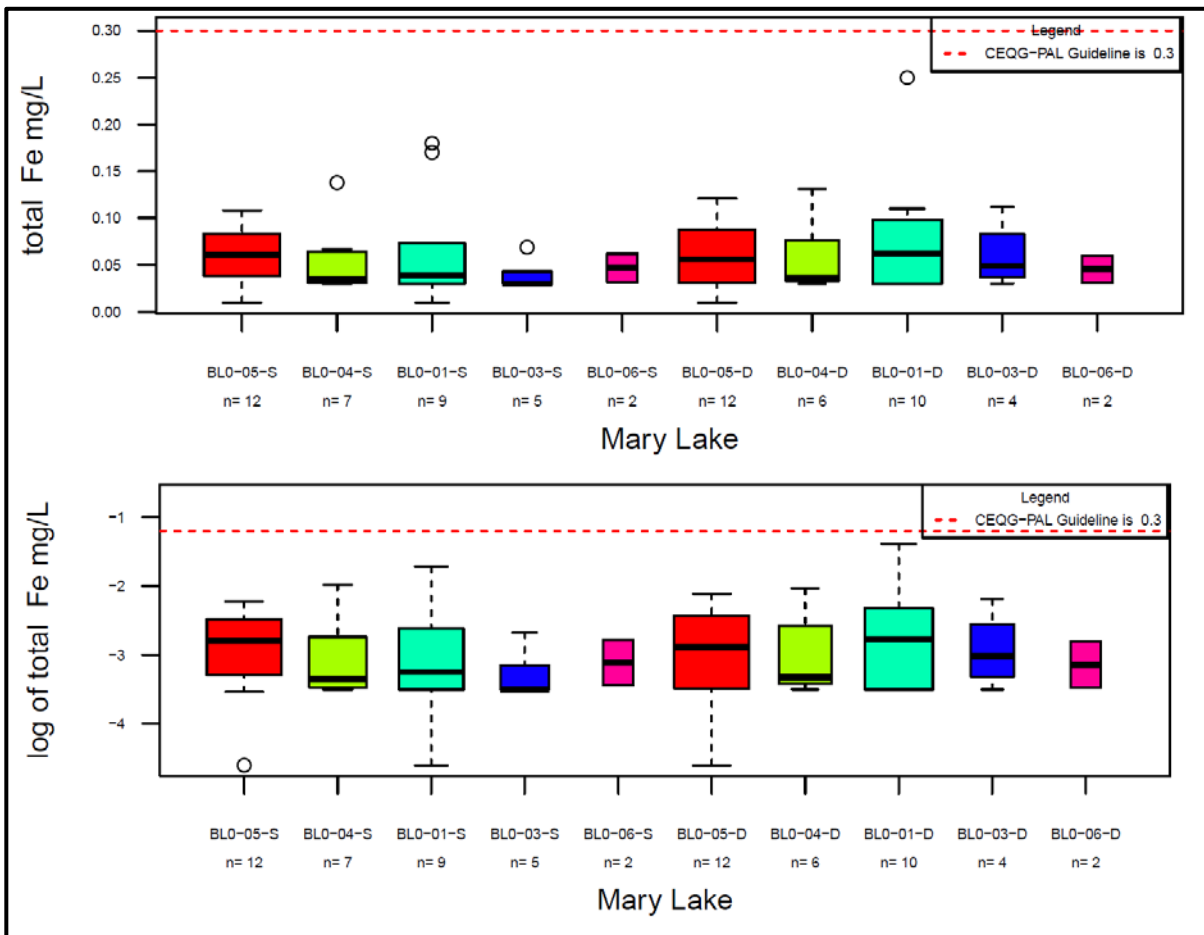 total Fe mg/L
0.30
0.25
0.20
0.15
0.10
0.05
0.00
Legend
CEQG-PAL Guideline is 0.3
BL0-05-S BL0-04-S BL0-01-S BL0-03-S BL0-06-S BL0-05-D BL0-04-D BL0-01-D BL0-03-D BL0-06-D
n= 12 n= 7 n= 9 n= 5 n= 2 n= 12 n= 6 n= 10 n= 4 n= 2
Mary Lake
log of total Fe mg/L
-1
-2
-3
-4
Legend
CEQG-PAL Guideline is 0.3
BL0-05-S BL0-04-S BL0-01-S BL0-03-S BL0-06-S BL0-05-D BL0-04-D BL0-01-D BL0-03-D BL0-06-D
n= 12 n= 7 n= 9 n= 5 n= 2 n= 12 n= 6 n= 10 n= 4 n= 2
Mary Lake